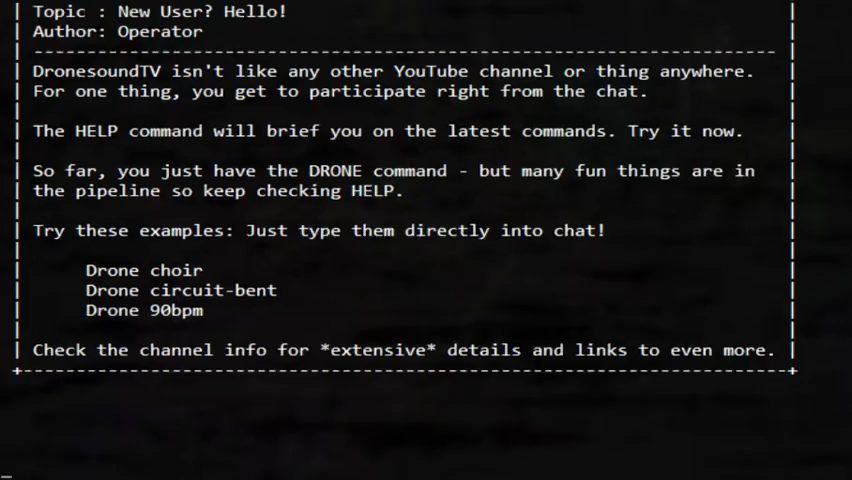 Topic : New User? Hello!
Author: Operator
DronesoundTV isn't like any other YouTube channel or thing anywhere.
For one thing, you get to participate right from the chat.
The HELP command will brief you on the latest commands. Try it now.
So far, you just have the DRONE command - but many fun things are in
the pipeline so keep checking HELP.
Try these examples: Just type them directly into chat!
Drone choir
Drone circuit-bent
Drone 90bpm
Check the channel info for *extensive* details and links to even more.